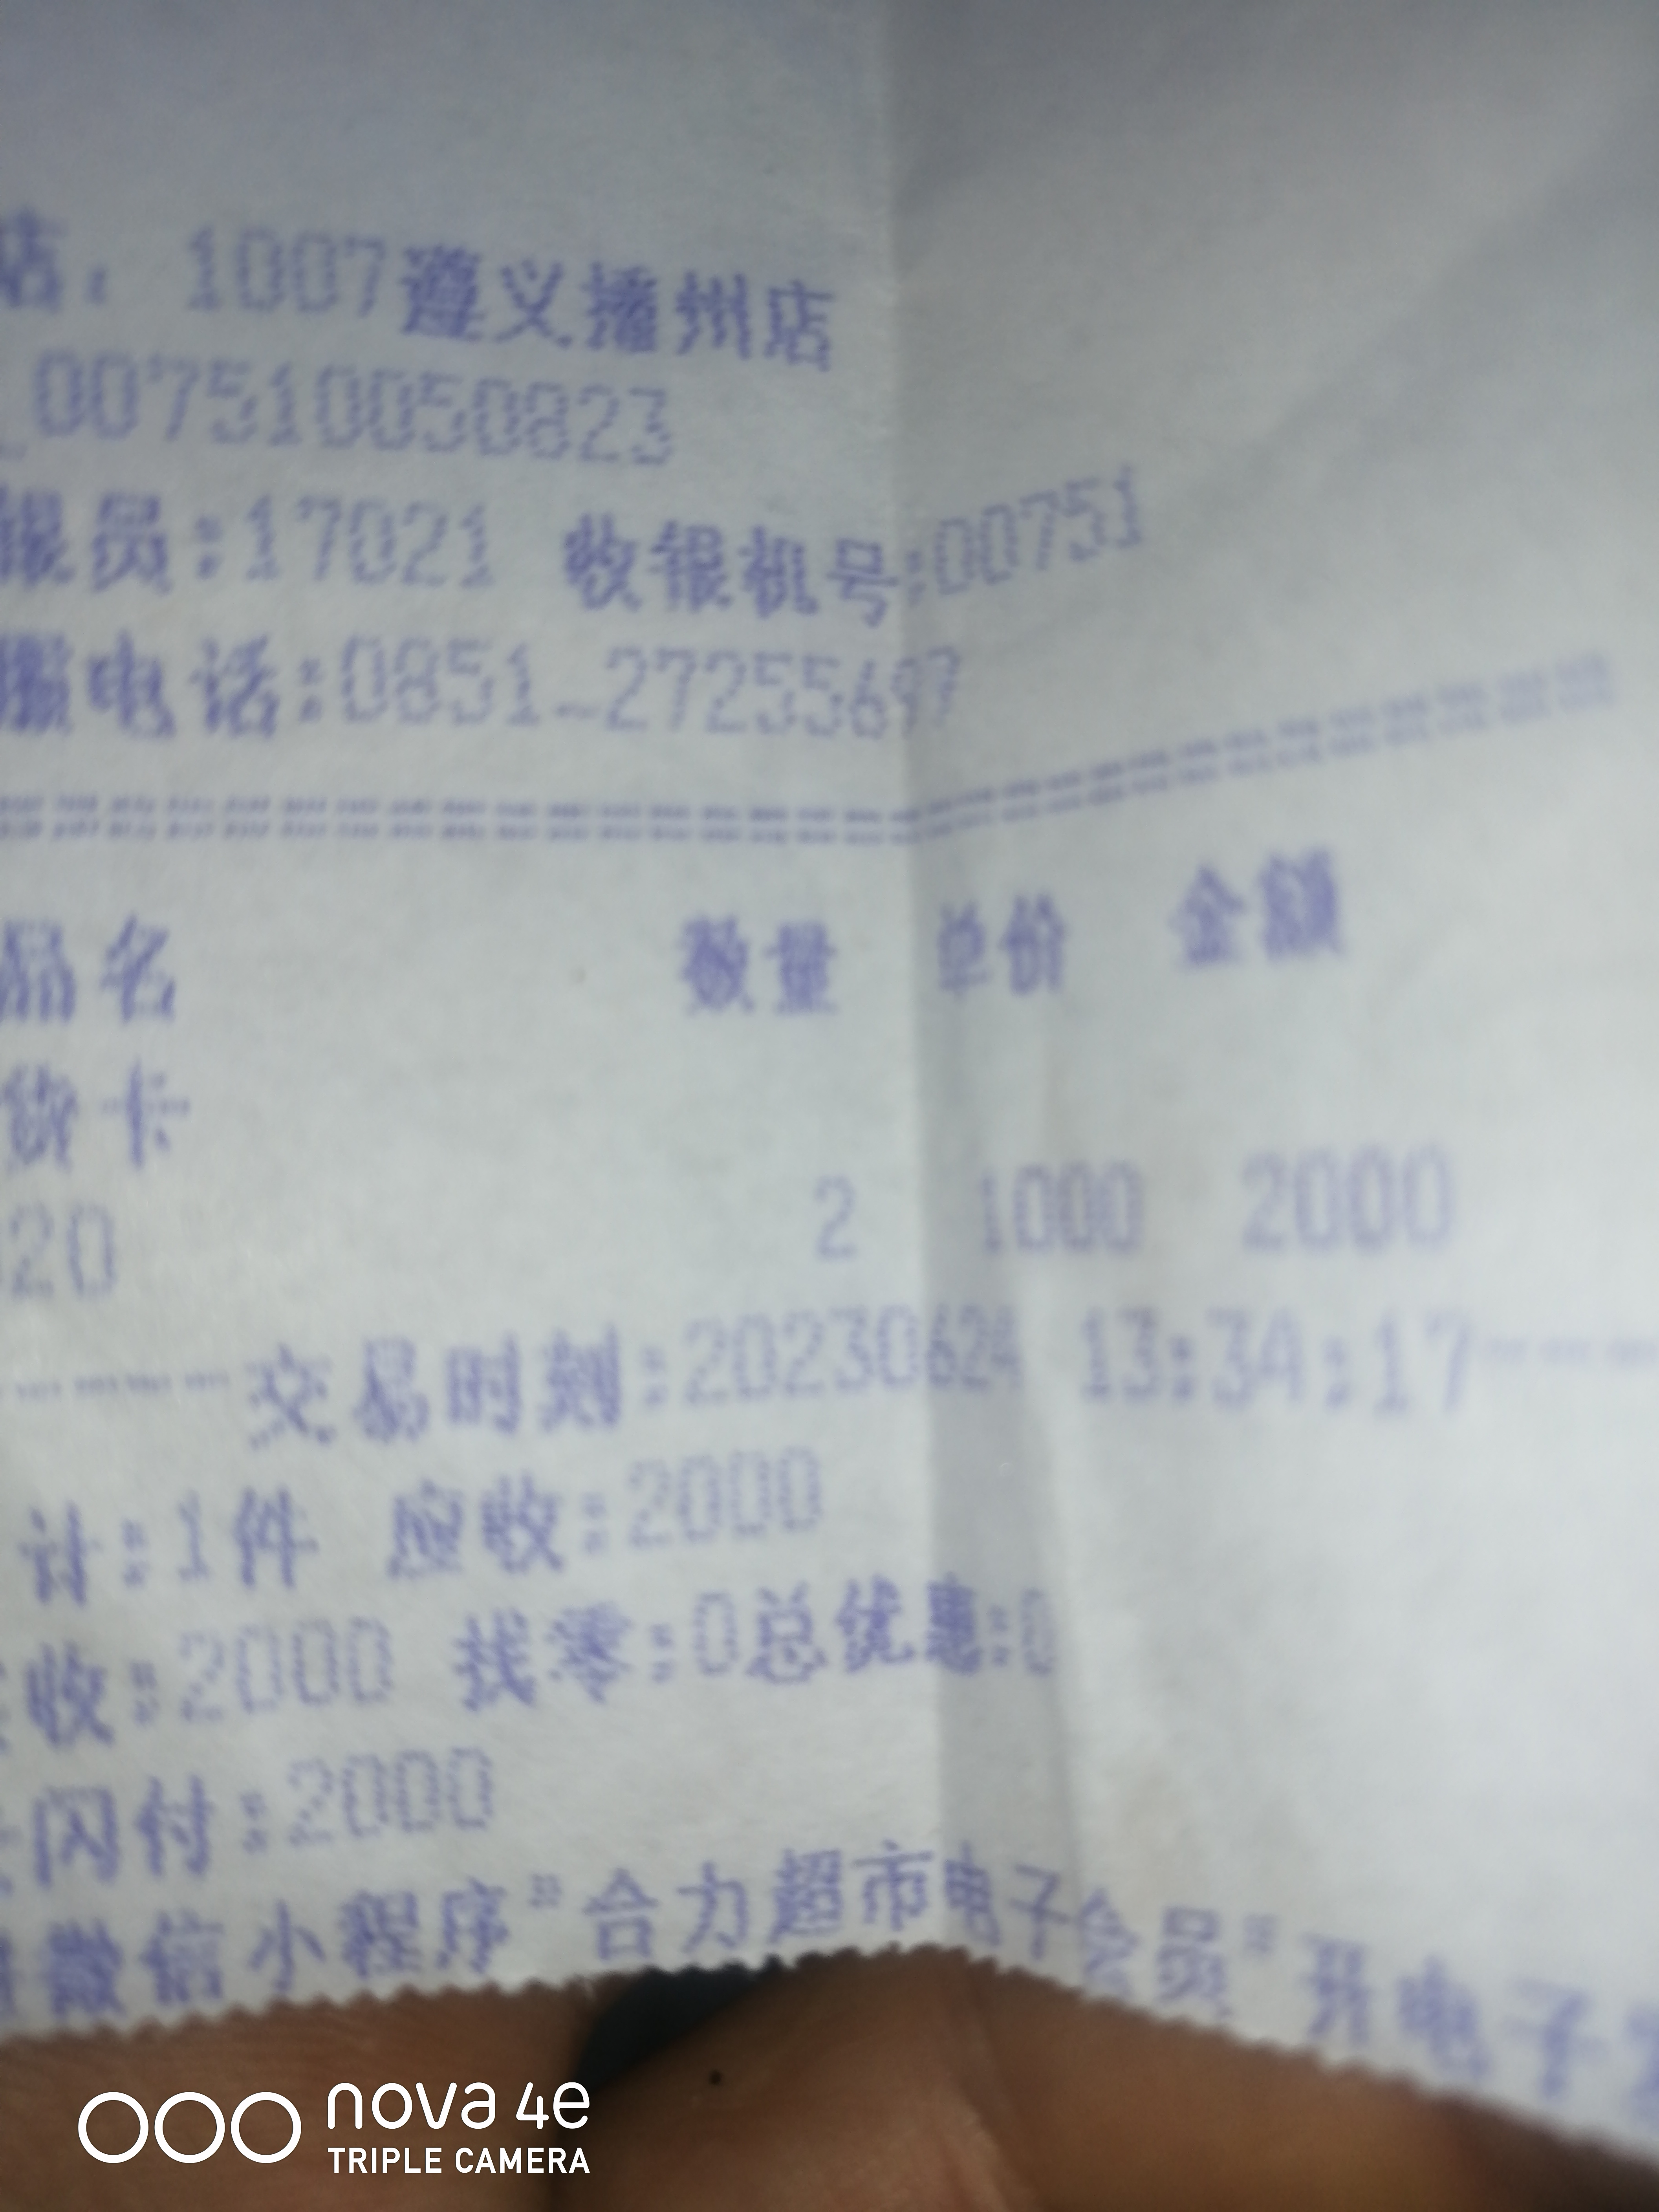 店: 1007遵义播州店
_007510050823
银员:17021 收银机号:00751
电话:0851-27255697
品名 数量 单价 金额
货卡
20 2 1000 2000
交易时刻:20230624 13:34:17
计:1件 应收:2000
收:2000 找零:0总优惠:0
闪付:2000
微信小程序"合力超市电子会员"开电子
nova 4e
TRIPLE CAMERA